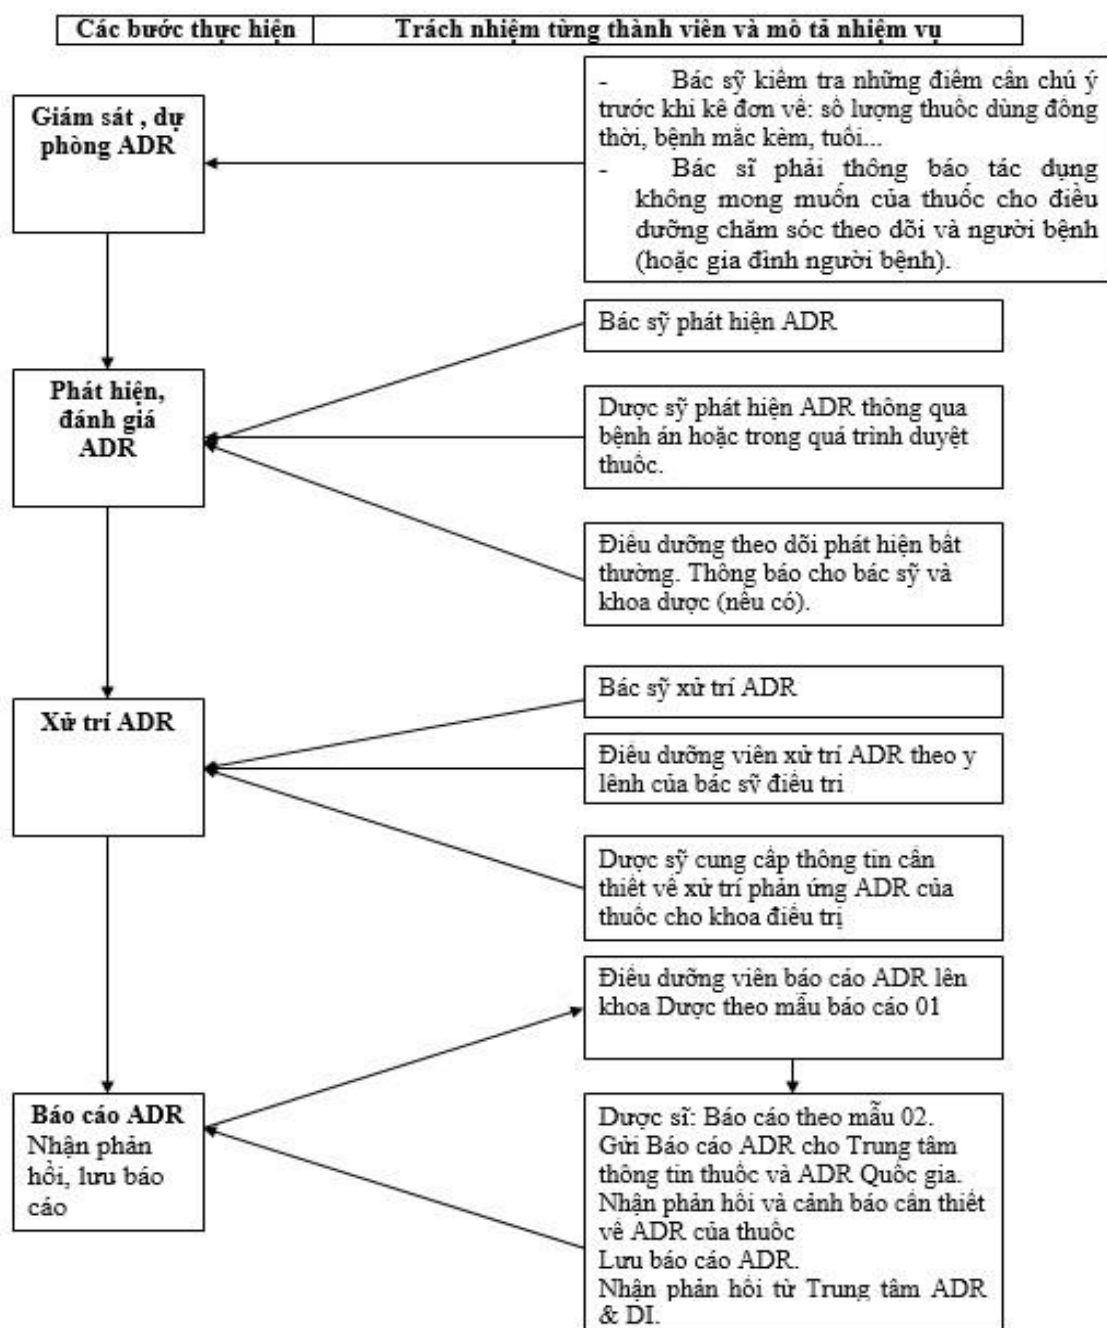 Các bước thực hiện
Trách nhiệm từng thành viên và mô tả nhiệm vụ
Giám sát , dự
phòng ADR
- Bác sỹ kiểm tra những điểm cần chú ý
trước khi kê đơn về: số lượng thuốc dùng đồng
thời, bệnh mắc kèm, tuổi...
- Bác sĩ phải thông báo tác dụng
không mong muốn của thuốc cho điều
dưỡng chăm sóc theo dõi và người bệnh
(hoặc gia đình người bệnh).
Phát hiện,
đánh giá
ADR
Bác sỹ phát hiện ADR
Dược sỹ phát hiện ADR thông qua
bệnh án hoặc trong quá trình duyệt
thuốc.
Điều dưỡng theo dõi phát hiện bất
thường. Thông báo cho bác sỹ và
khoa dược (nếu có).
Xử trí ADR
Bác sỹ xử trí ADR
Điều dưỡng viên xử trí ADR theo y
lệnh của bác sỹ điều trị
Dược sỹ cung cấp thông tin cần
thiết về xử trí phản ứng ADR của
thuốc cho khoa điều trị
Báo cáo ADR
Nhận phản
hồi, lưu báo
cáo
Điều dưỡng viên báo cáo ADR lên
khoa Dược theo mẫu báo cáo 01
Dược sĩ: Báo cáo theo mẫu 02.
Gửi Báo cáo ADR cho Trung tâm
thông tin thuốc và ADR Quốc gia.
Nhận phản hồi và cảnh báo cần thiết
về ADR của thuốc
Lưu báo cáo ADR.
Nhận phản hồi từ Trung tâm ADR
& DI.